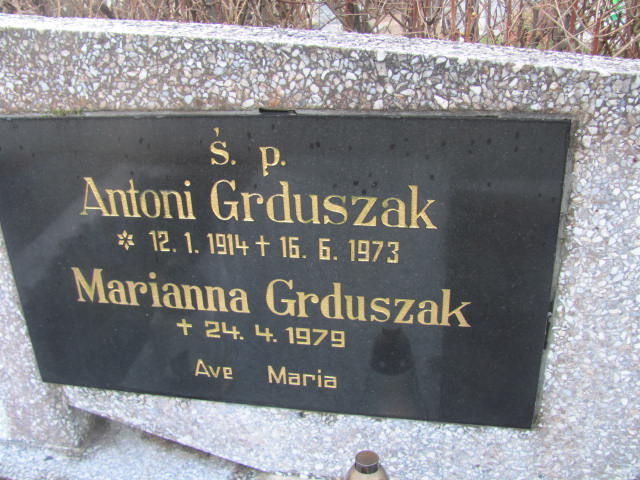 ś. p.
Antoni Grduszak
* 12. 1. 1914 + 16. 6. 1973
Marianna Grduszak
+ 24. 4. 1979
Ave Maria